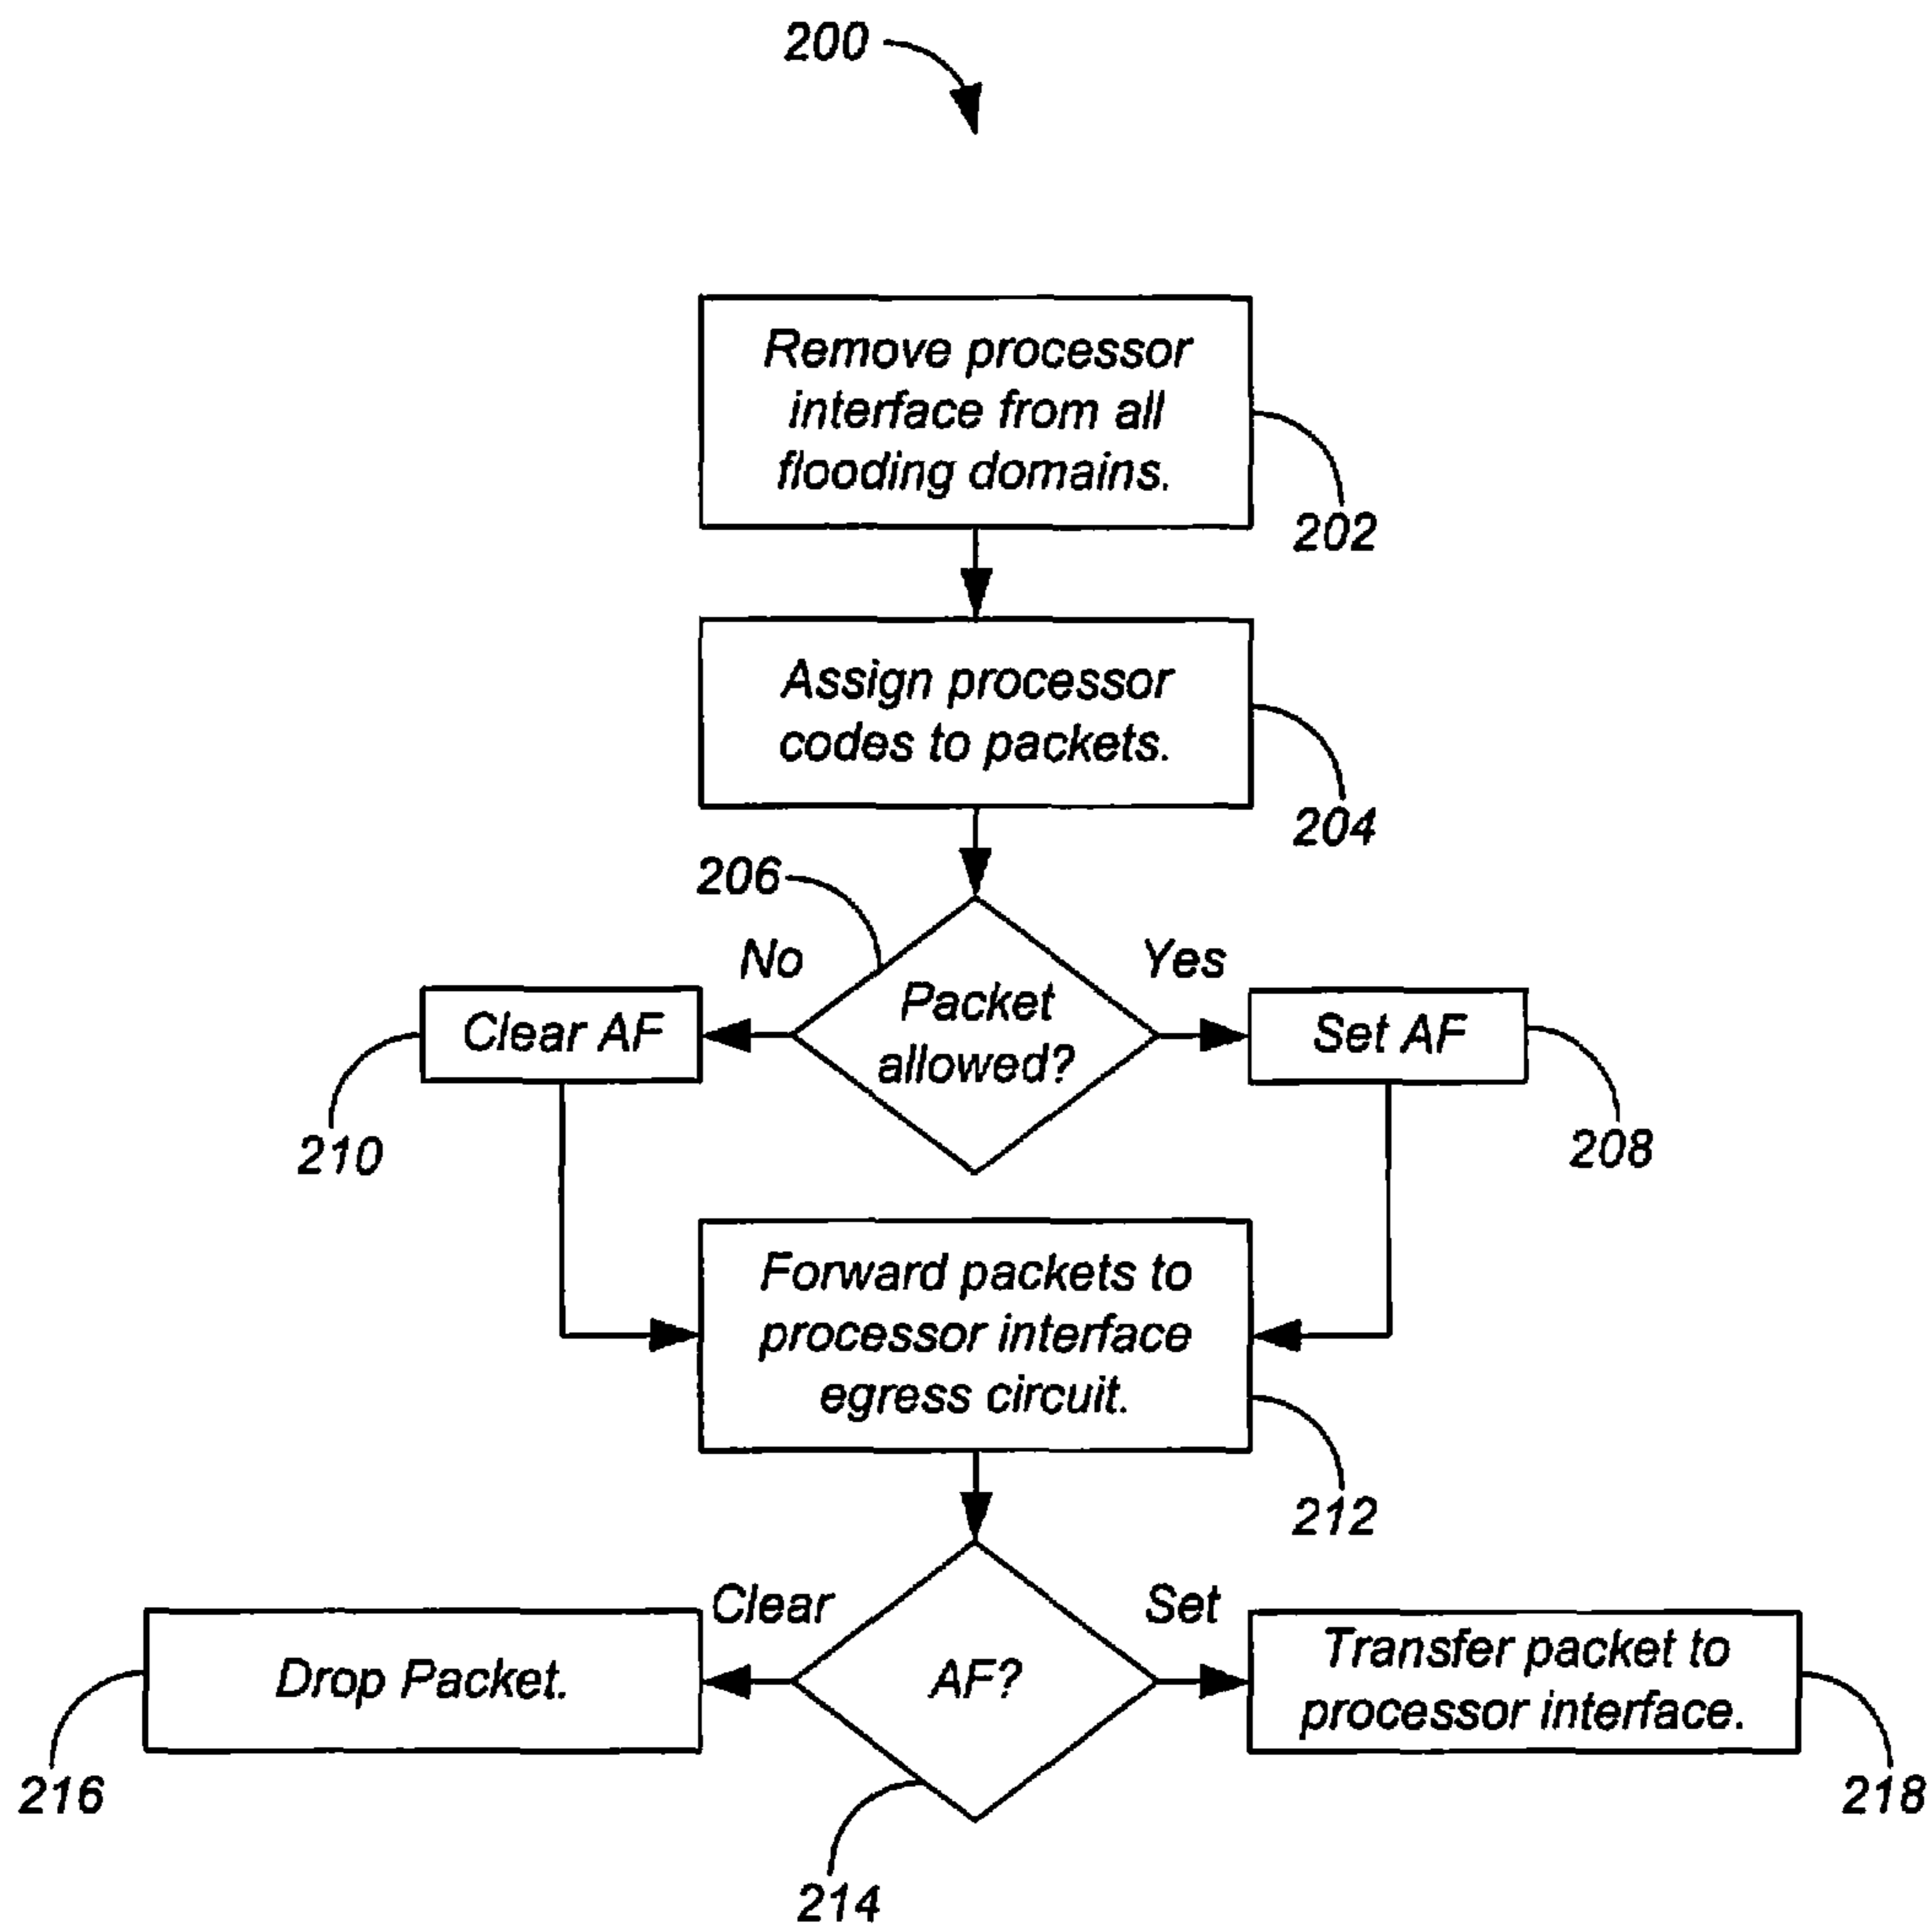 200
Remove processor
interface from all
flooding domains.
202
Assign processor
codes to packets.
204
206
No
Yes
Clear AF
Packet
allowed?
Set AF
210
208
Forward packets to
processor interface
egress circuit.
212
Clear
Set
Drop Packet.
AF?
Transfer packet to
processor interface.
216
218
214